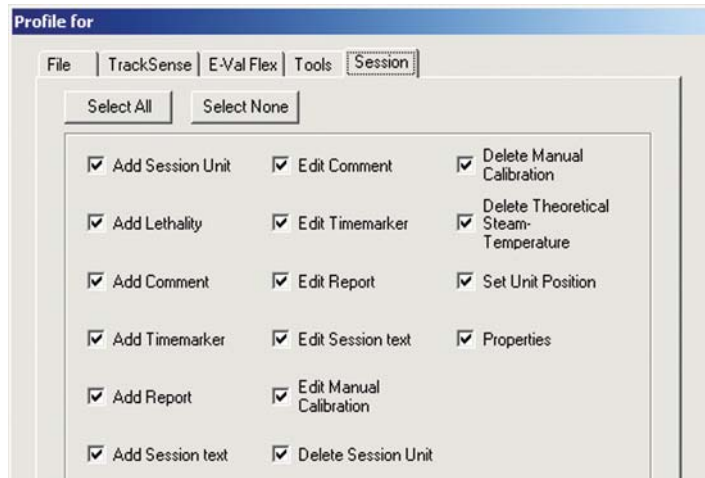 Profile for
File
TrackSense
E-Val Flex
Tools
Session
Select All
Select None
Add Session Unit
Add Lethality
Add Comment
Add Timemarker
Add Report
Add Session text
Edit Comment
Edit Timemarker
Edit Report
Edit Session text
Edit Manual
Calibration
Delete Session Unit
Delete Manual
Calibration
Delete Theoretical
Steam-
Temperature
Set Unit Position
Properties